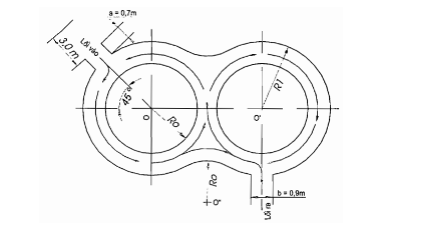 a = 0,7m
Lối vào
3,0 m
45°
O
Ro
O'
R1
Ro
O"
b = 0,9m
Lối ra